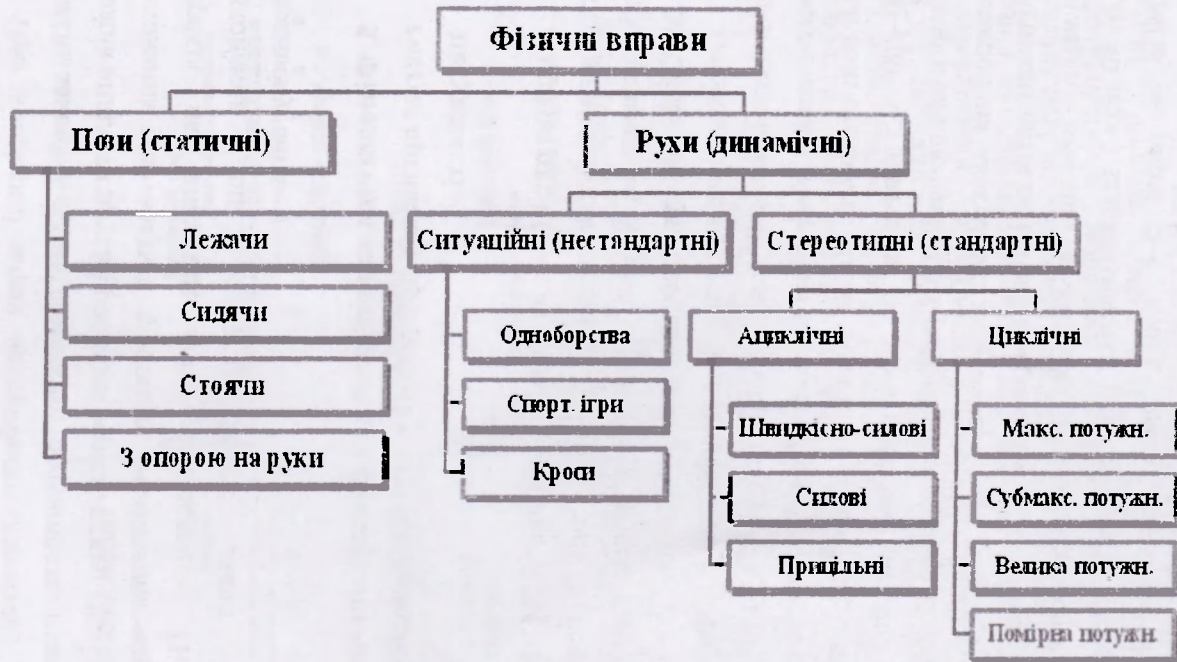 Фізичні вправи
Пози (статичні)
Рухи (динамічні)
Лежачи
Сидячи
Стоячи
З опорою на руки
Ситуаційні (нестандартні)
Стереотипні (стандартні)
Одноборства
Спорт. ігри
Кроси
Ациклічні
Циклічні
Швидкісно-силові
Силові
Прицільні
Макс. потужн.
Субмакс. потужн.
Велика потужн.
Помірна потужн.